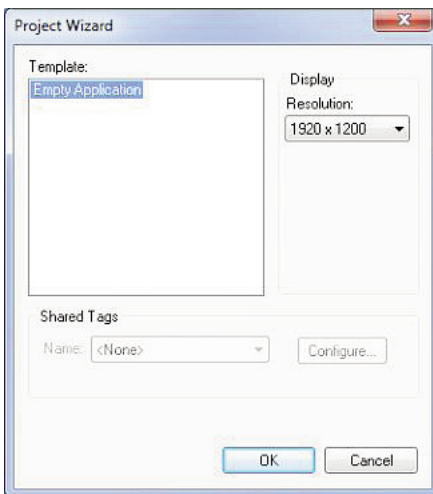 Project Wizard
Template:
Empty Application
Display
Resolution:
1920 x 1200
Shared Tags
Name: <None>
Configure...
OK
Cancel